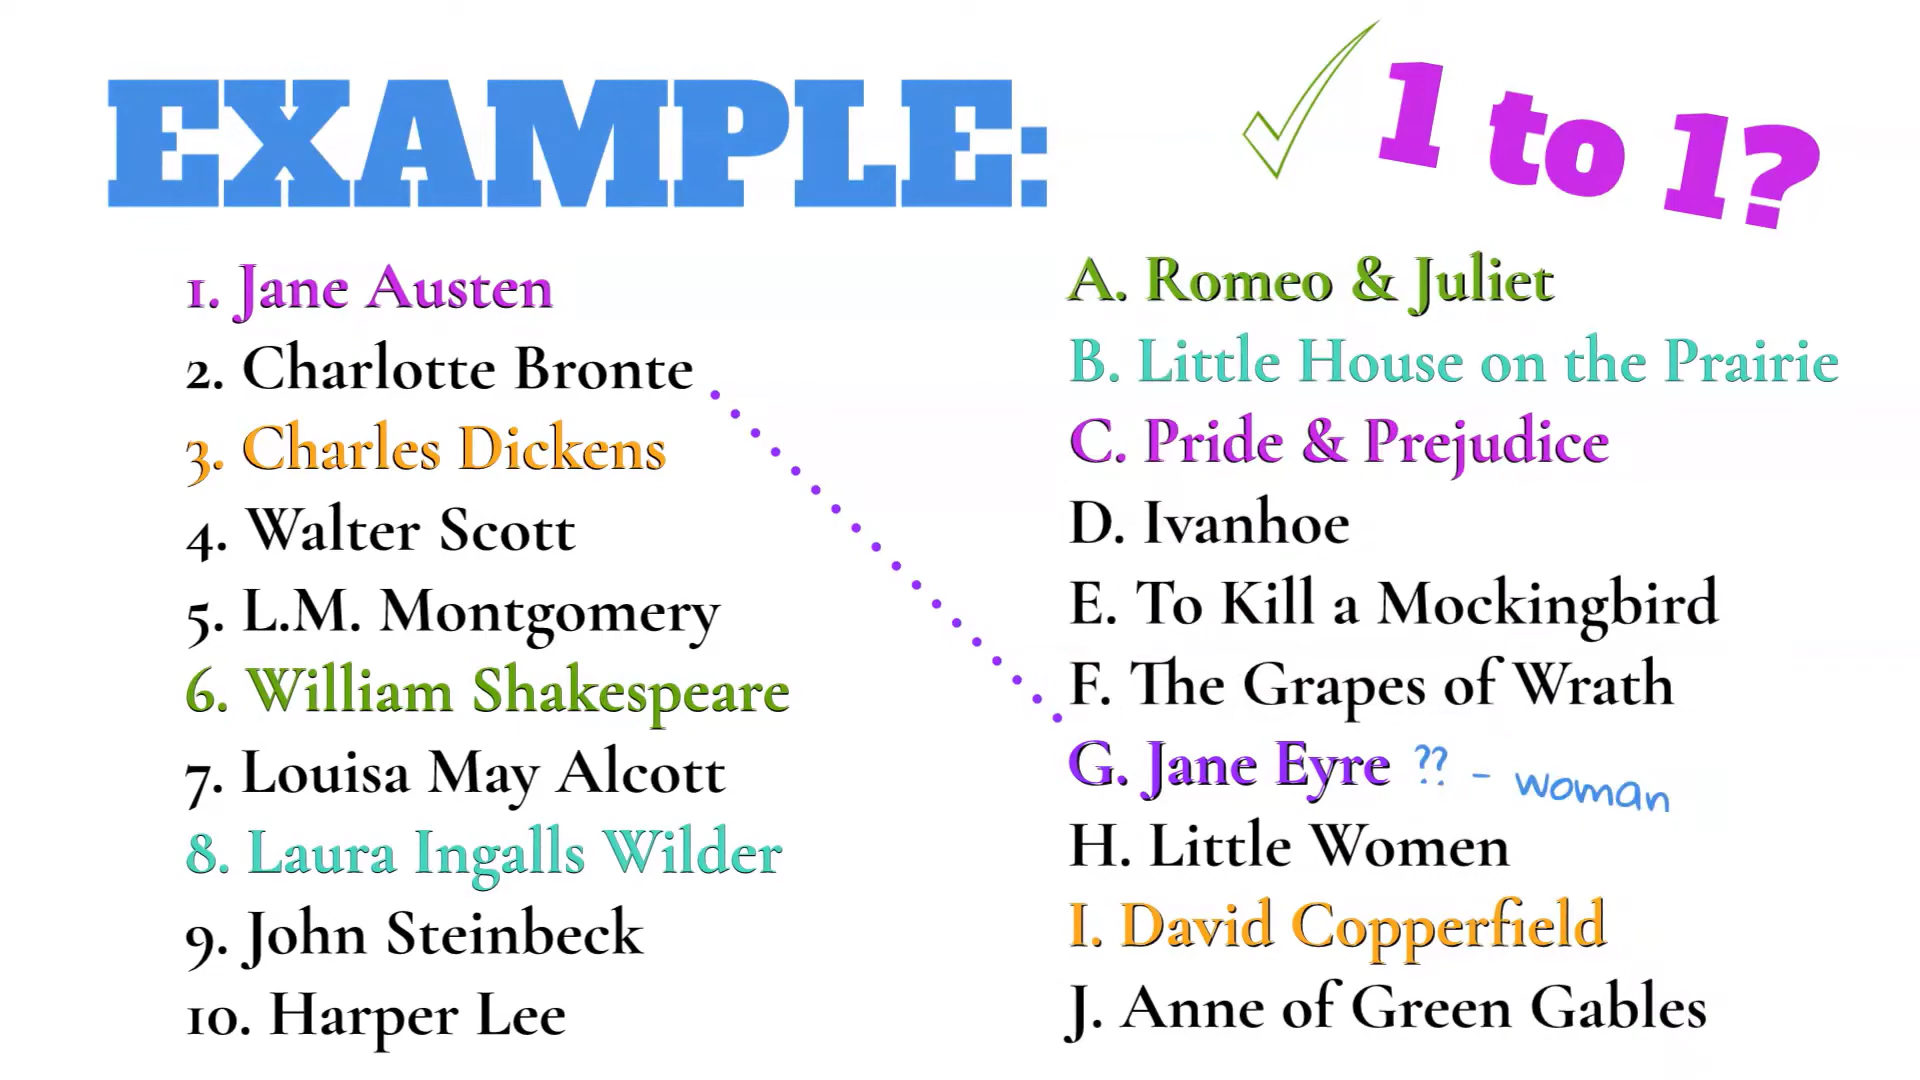 EXAMPLE:
1 to 1?
1. Jane Austen
2. Charlotte Bronte
3. Charles Dickens
4. Walter Scott
5. L.M. Montgomery
6. William Shakespeare
7. Louisa May Alcott
8. Laura Ingalls Wilder
9. John Steinbeck
10. Harper Lee
A. Romeo & Juliet
B. Little House on the Prairie
C. Pride & Prejudice
D. Ivanhoe
E. To Kill a Mockingbird
F. The Grapes of Wrath
G. Jane Eyre ?? - woman
H. Little Women
I. David Copperfield
J. Anne of Green Gables